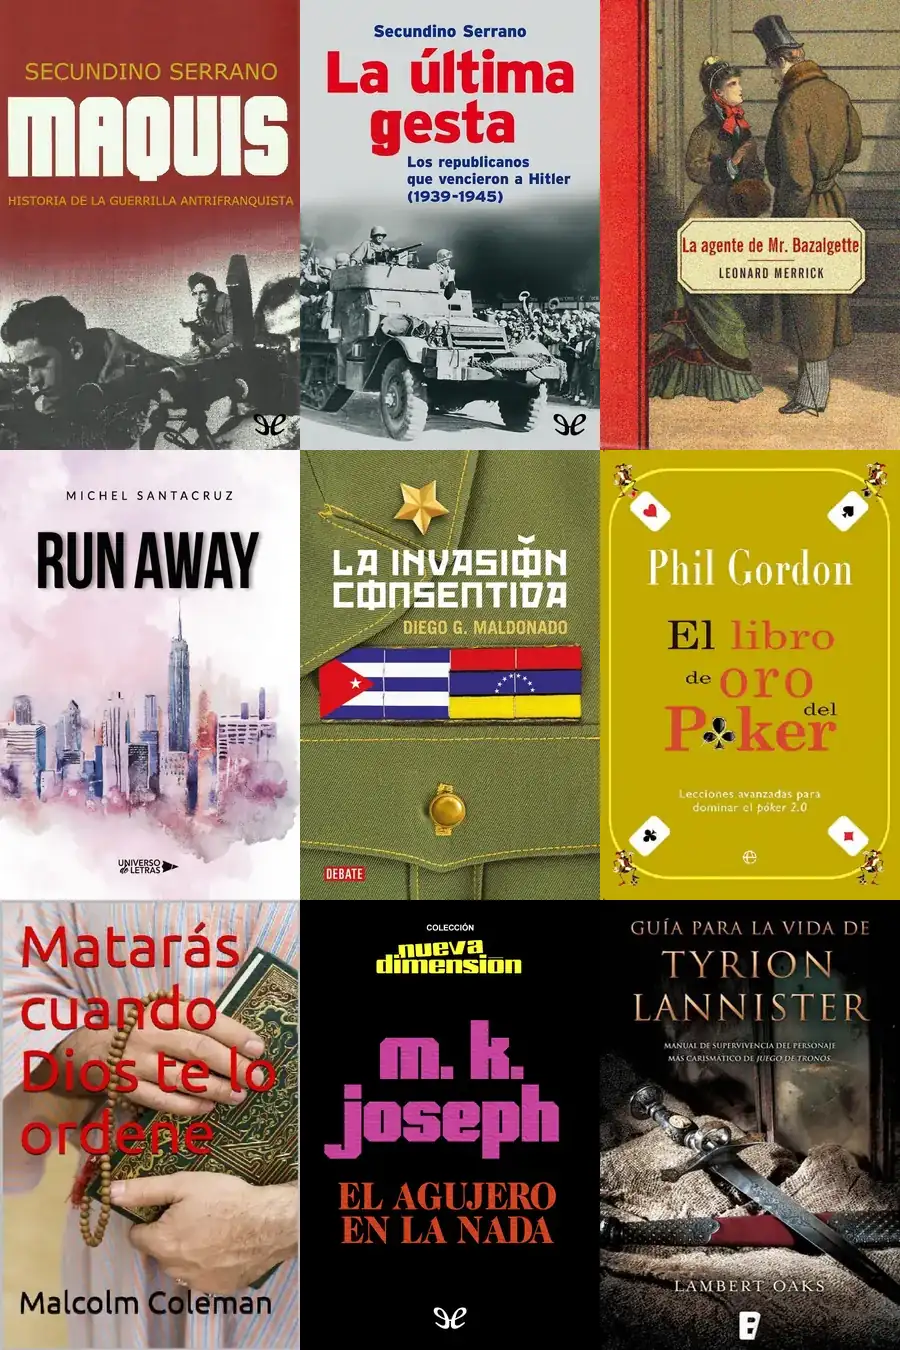 SECUNDINO SERRANO
MAQUIS
HISTORIA DE LA GUERRILLA ANTRIFRANQUISTA
Secundino Serrano
La última
gesta
Los republicanos
que vencieron a Hitler
(1939-1945)
La agente de Mr. Bazalgette
LEONARD MERRICK
MICHEL SANTACRUZ
RUN AWAY
UNIVERSO
de LETRAS
LA INVASIÓN
CONSENTIDA
DIEGO G. MALDONADO
DEBATE
Phil Gordon
El libro
de oro
del
Póker
Lecciones avanzadas para
dominar el póker 2.0
Matarás
cuando
Dios te lo
ordene
Malcolm Coleman
COLECCIÓN
nueva
dimensión
m. k.
joseph
EL AGUJERO
EN LA NADA
GUÍA PARA LA VIDA DE
TYRION
LANNISTER
MANUAL DE SUPERVIVENCIA DEL PERSONAJE
MÁS CARISMÁTICO DE JUEGO DE TRONOS
LAMBERT OAKS
B